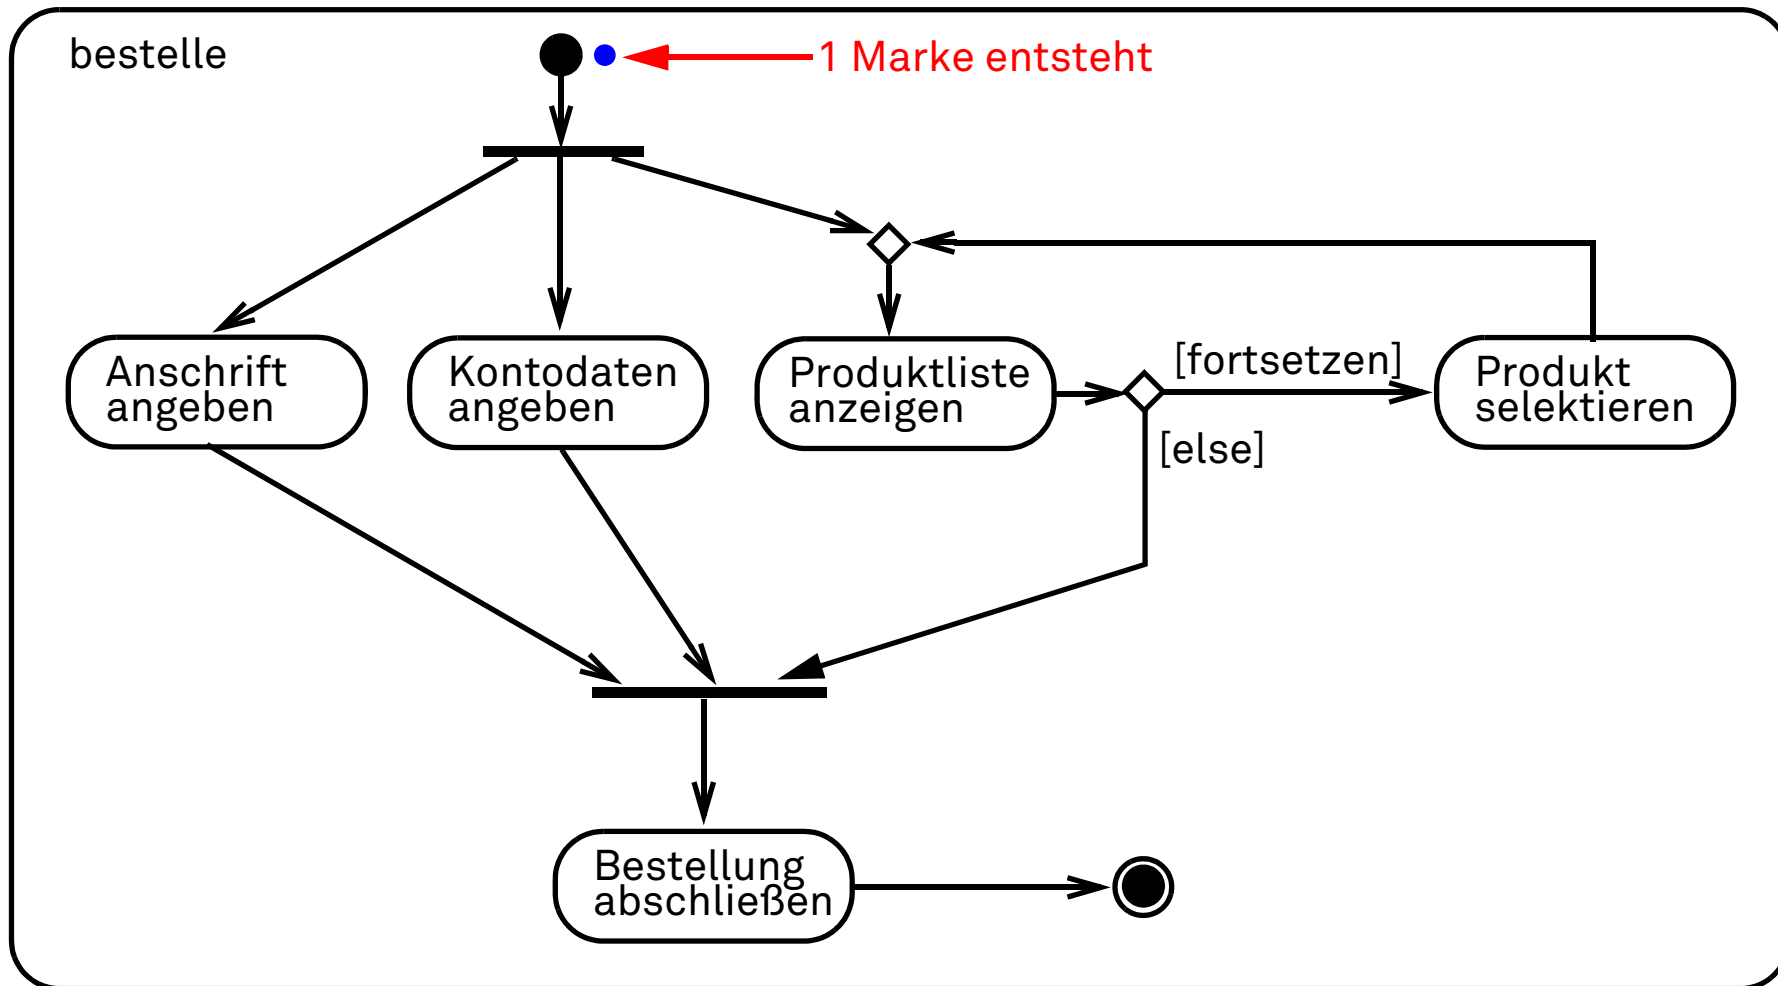 bestelle
1 Marke entsteht
Anschrift
angeben
Kontodaten
angeben
Produktliste
anzeigen
[fortsetzen]
[else]
Produkt
selektieren
Bestellung
abschließen